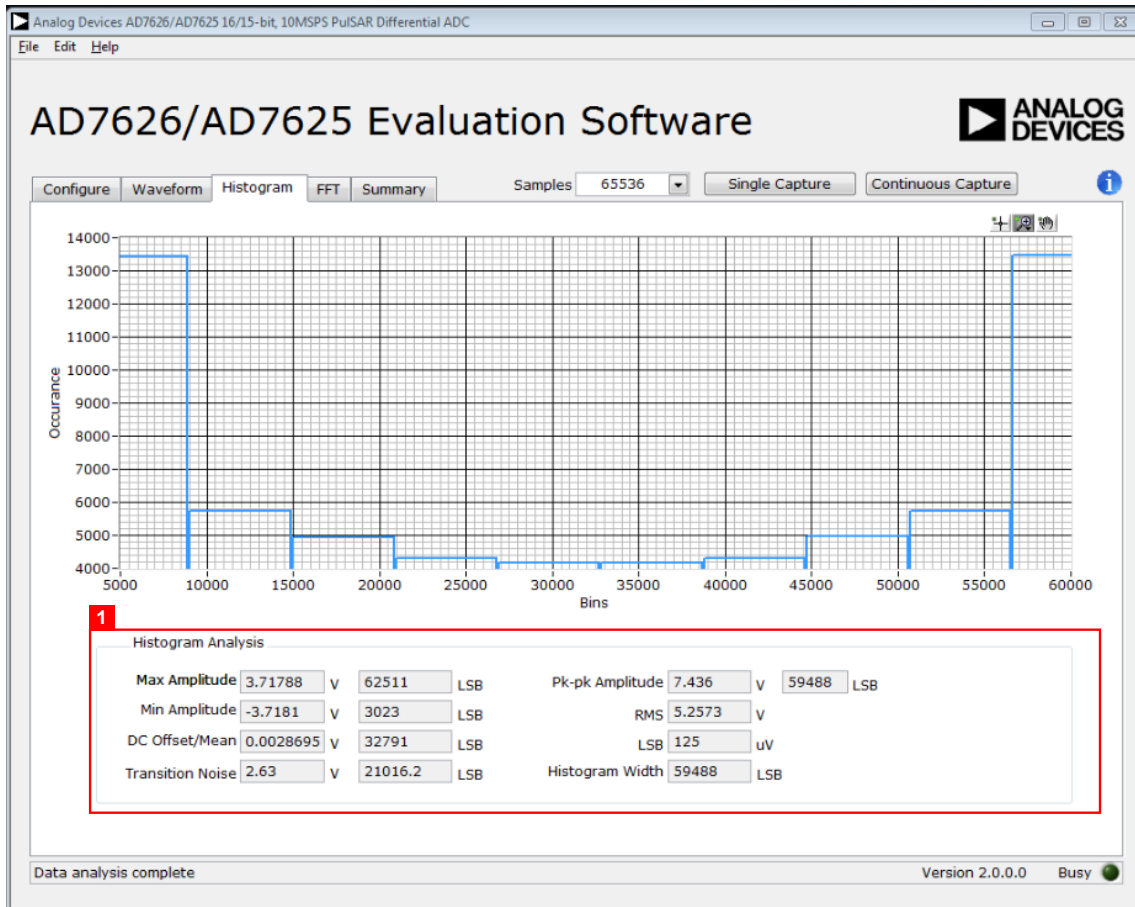 Analog Devices AD7626/AD7625 16/15-bit, 10MSPS PulSAR Differential ADC
File Edit Help
AD7626/AD7625 Evaluation Software
ANALOG
DEVICES
Configure Waveform Histogram FFT Summary Samples 65536 Single Capture Continuous Capture i
14000
13000
12000
11000
10000
9000
8000
7000
6000
5000
4000
Occurance
5000 10000 15000 20000 25000 30000 35000 40000 45000 50000 55000 60000
Bins
1
Histogram Analysis
Max Amplitude 3.71788 V 62511 LSB Pk-pk Amplitude 7.436 V 59488 LSB
Min Amplitude -3.7181 V 3023 LSB RMS 5.2573 V
DC Offset/Mean 0.0028695 V 32791 LSB LSB 125 uV
Transition Noise 2.63 V 21016.2 LSB Histogram Width 59488 LSB
Data analysis complete Version 2.0.0.0 Busy